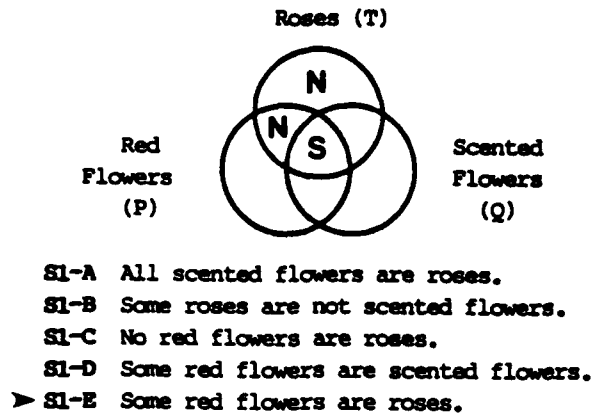 Roses (T)
N
N
S
Red
Flowers
(P)
Scented
Flowers
(Q)
S1-A All scented flowers are roses.
S1-B Some roses are not scented flowers.
S1-C No red flowers are roses.
S1-D Some red flowers are scented flowers.
➤ S1-E Some red flowers are roses.